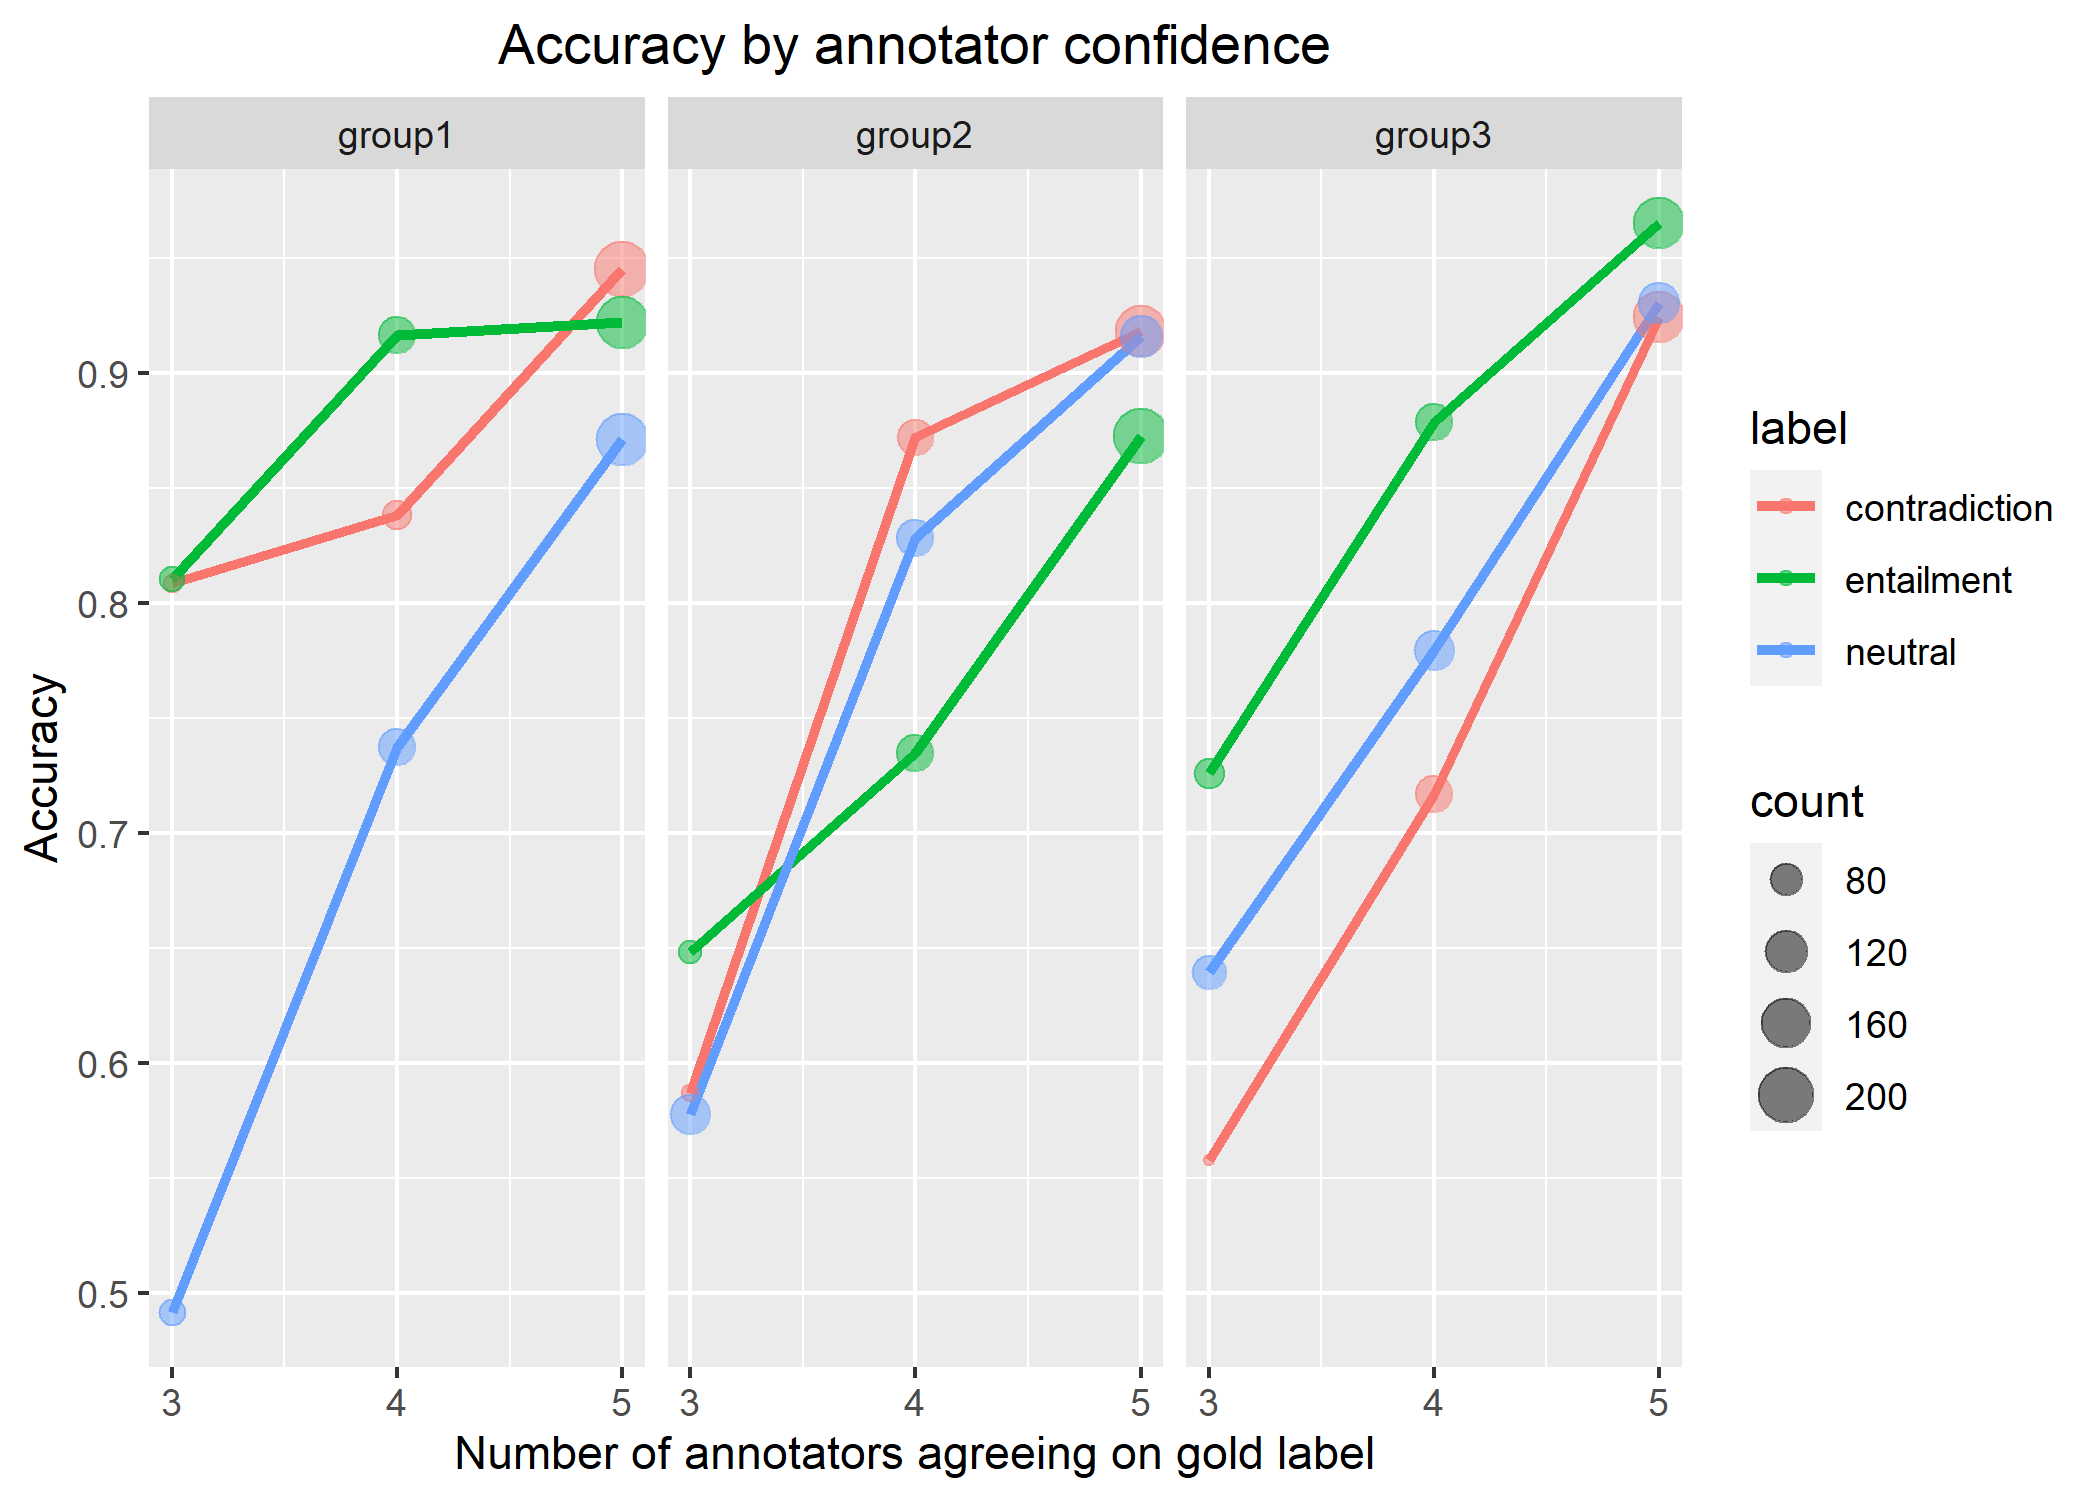 Accuracy by annotator confidence
group1 group2 group3
Accuracy
0.9
0.8
0.7
0.6
0.5
3 4 5 3 4 5 3 4 5
Number of annotators agreeing on gold label
label
contradiction
entailment
neutral
count
80
120
160
200